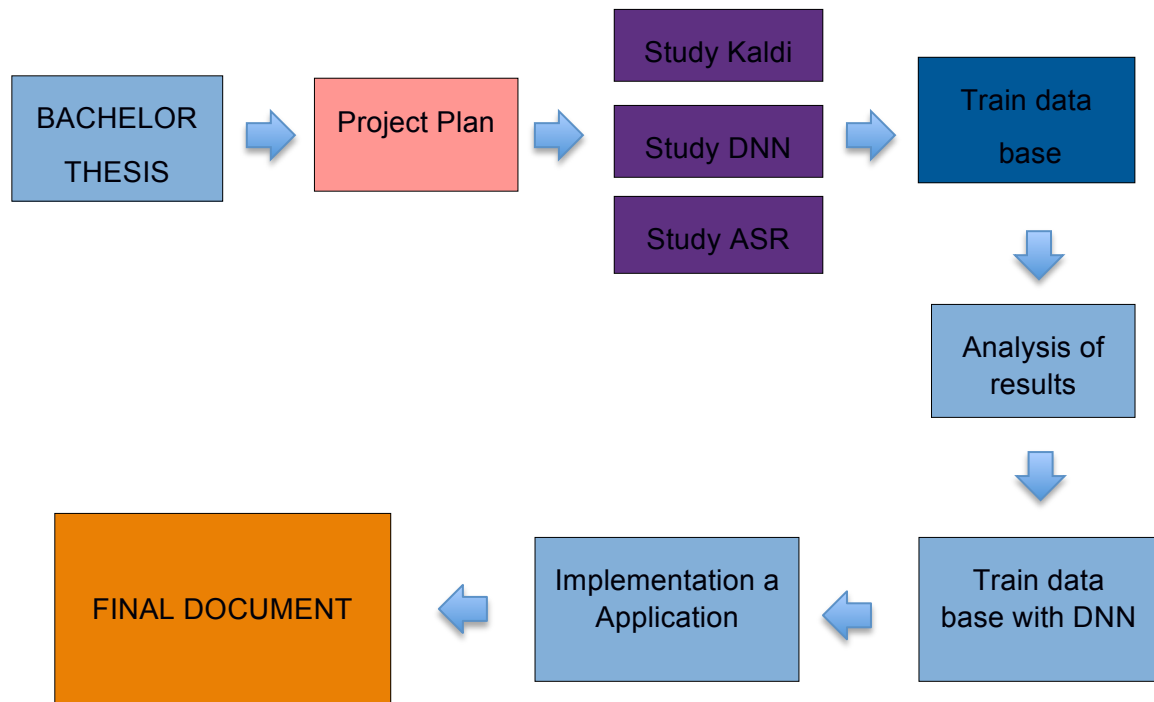 BACHELOR
THESIS
Project Plan
Study Kaldi
Study DNN
Study ASR
Train data
base
Analysis of
results
Train data
base with DNN
Implementation a
Application
FINAL DOCUMENT